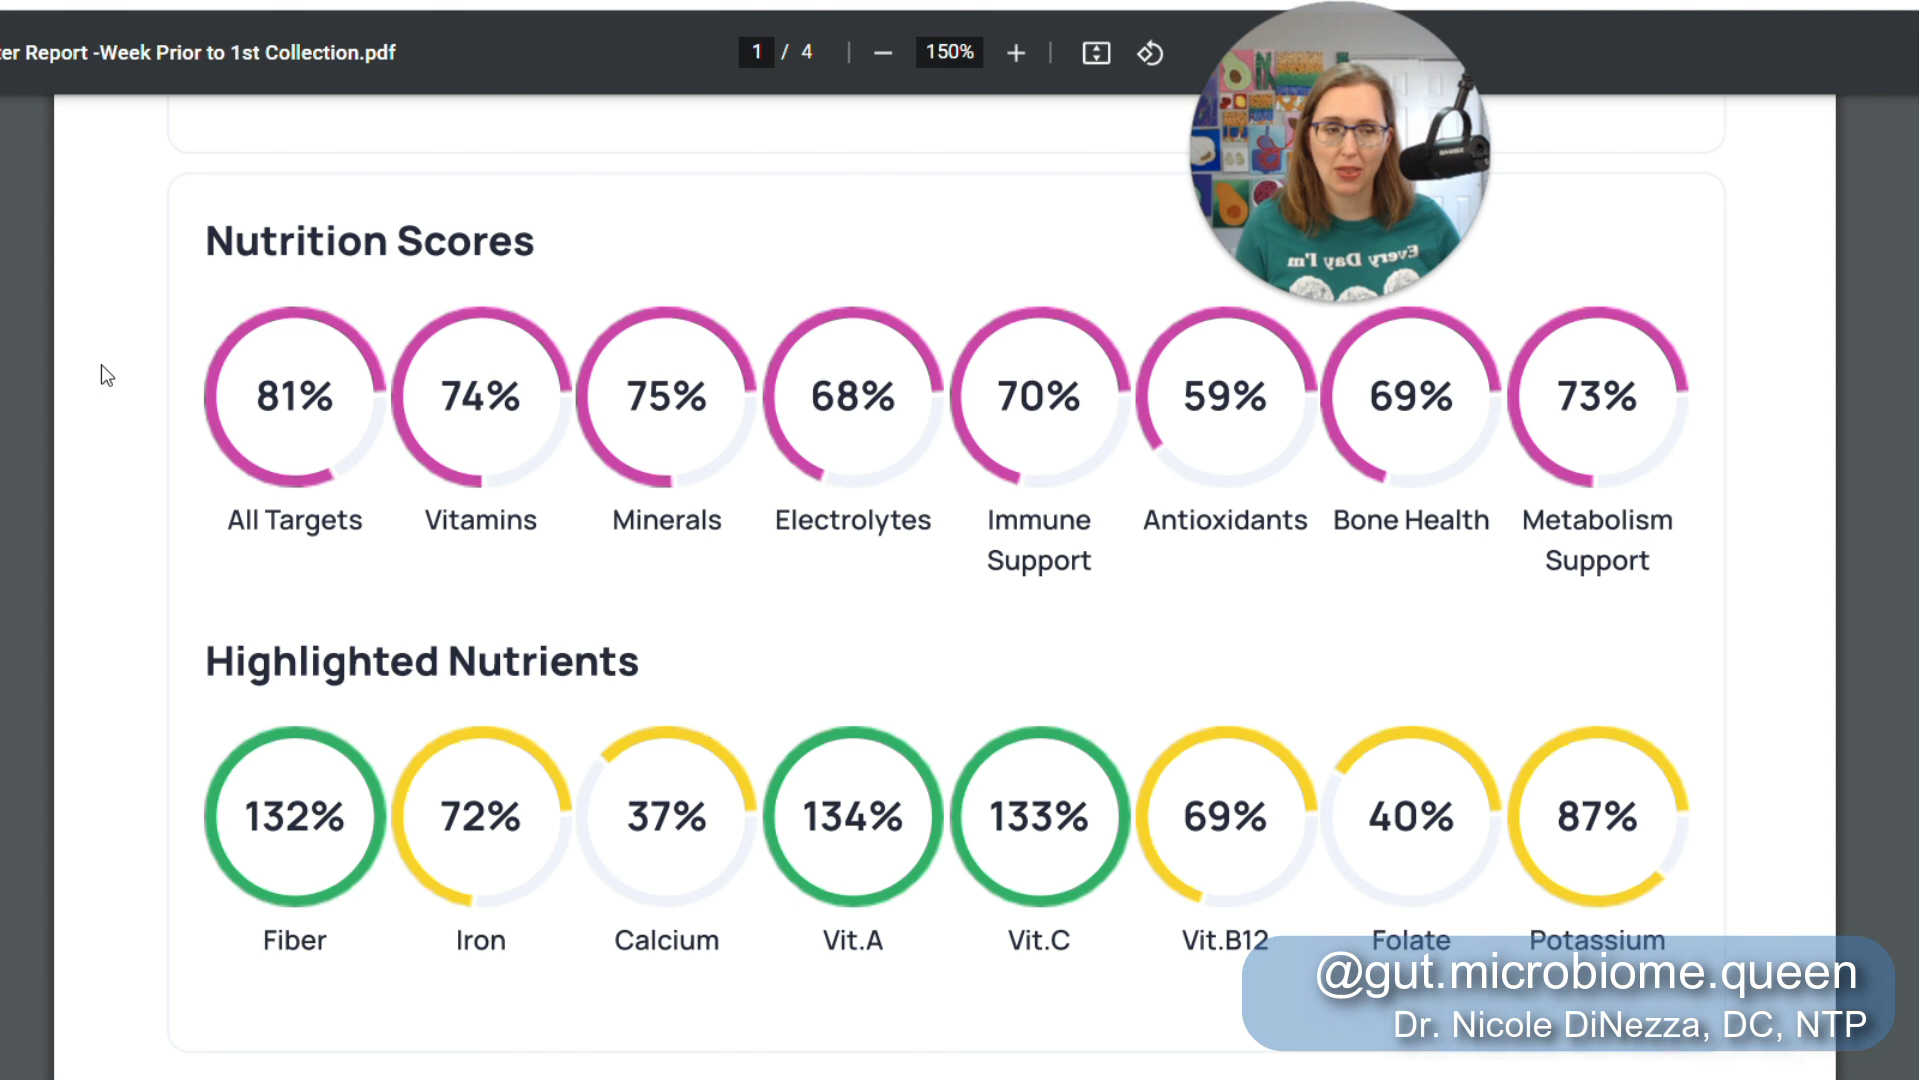 er Report -Week Prior to 1st Collection.pdf
1 / 4
150%
Every Day I'm
Nutrition Scores
81% 74% 75% 68% 70% 59% 69% 73%
All Targets Vitamins Minerals Electrolytes Immune Support Antioxidants Bone Health Metabolism Support
Highlighted Nutrients
132% 72% 37% 134% 133% 69% 40% 87%
Fiber Iron Calcium Vit.A Vit.C Vit.B12 Folate Potassium
@gut.microbiome.queen
Dr. Nicole DiNezza, DC, NTP